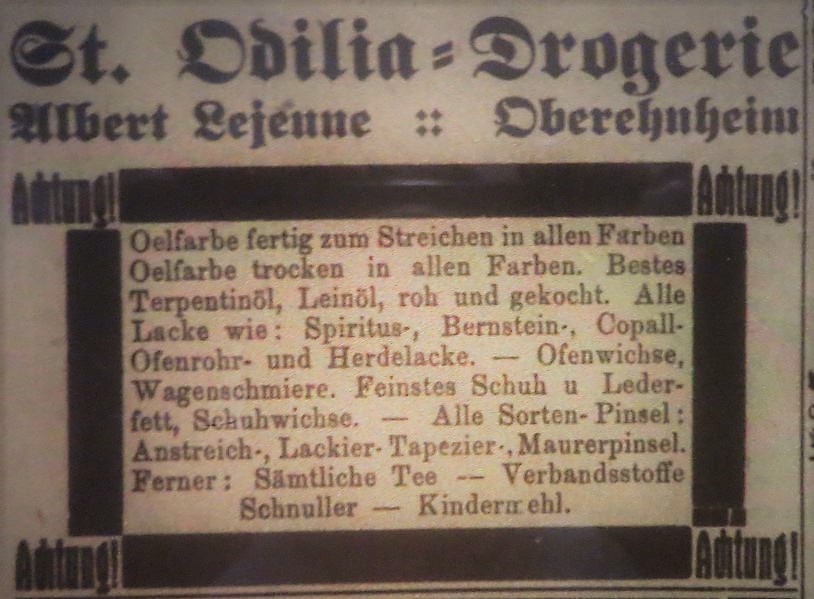 St. Odilia-Drogerie
Albert Lejeune :: Oberehnheim
Achtung! Achtung!
Oelfarbe fertig zum Streichen in allen Farben
Oelfarbe trocken in allen Farben. Bestes
Terpentinöl, Leinöl, roh und gekocht. Alle
Lacke wie: Spiritus-, Bernstein-, Copall-
Ofenrohr- und Herdelacke. — Ofenwichse,
Wagenschmiere. Feinstes Schuh u Leder-
fett, Schuhwichse. — Alle Sorten-Pinsel:
Anstreich-, Lackier- Tapezier-, Maurerpinsel.
Ferner: Sämtliche Tee — Verbandsstoffe
Schnuller — Kindermehl.
Achtung! Achtung!